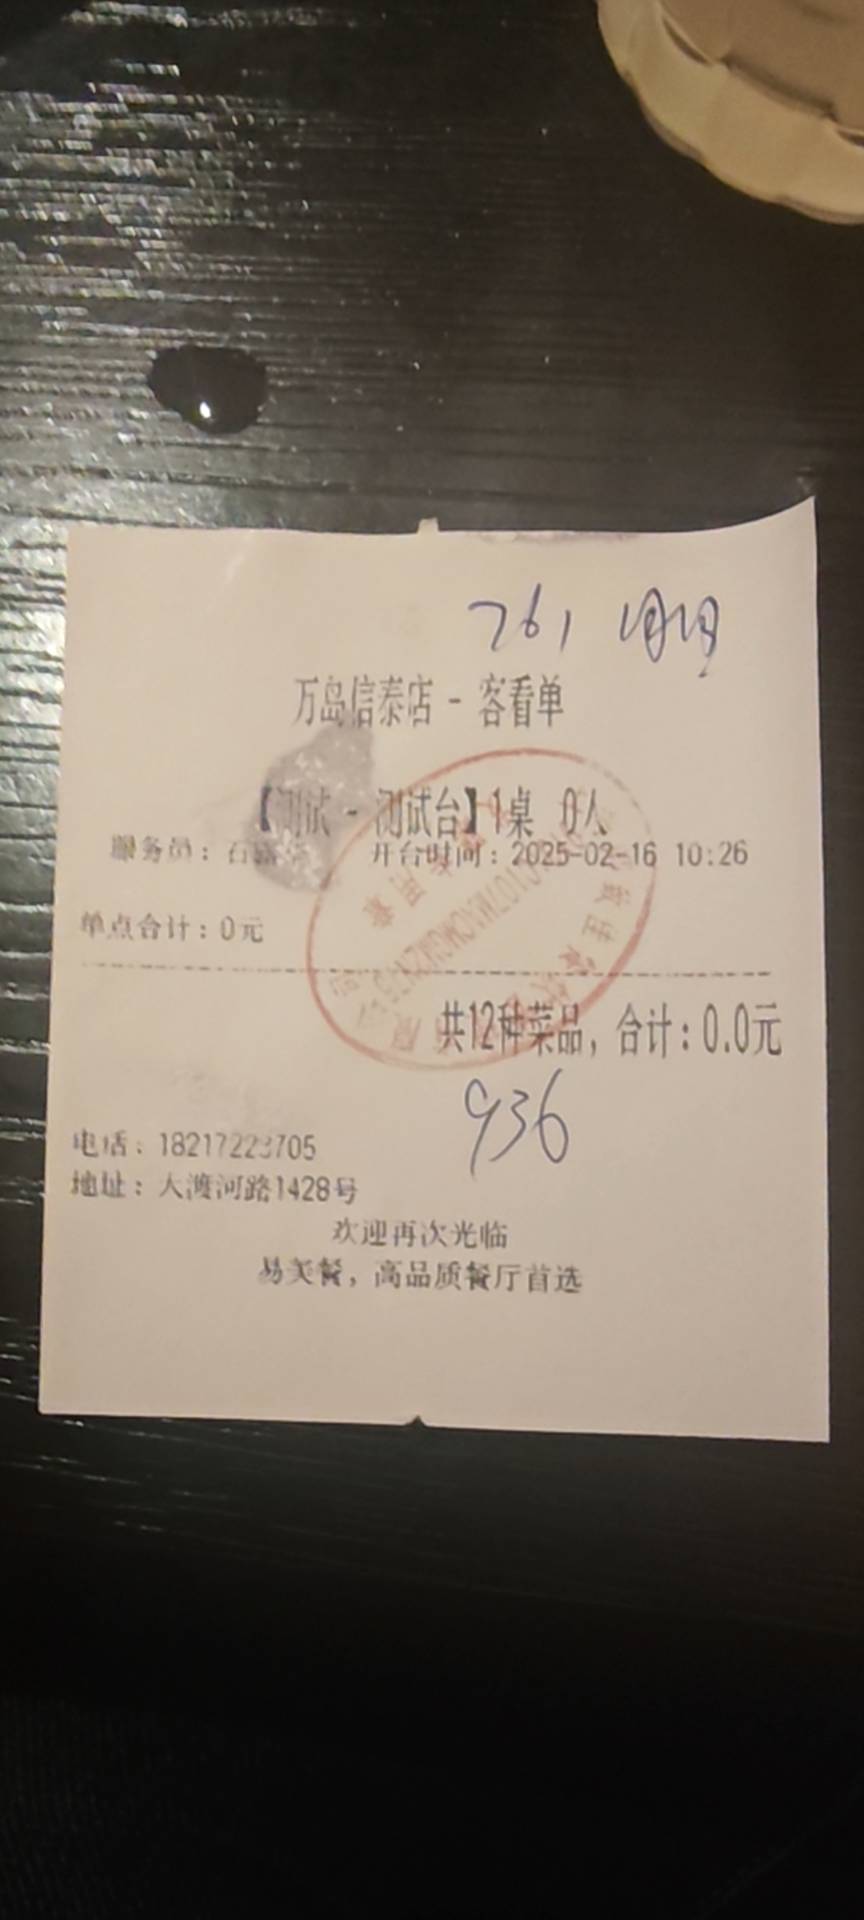 761
万岛信泰店 - 客看单
【测试 - 测试台】1桌 0人
服务员：石 开台时间：2025-02-16 10:26
单点合计：0元
共12种菜品，合计：0.0元
936
电话：18217223705
地址：大渡河路1428号
欢迎再次光临
易美餐，高品质餐厅首选